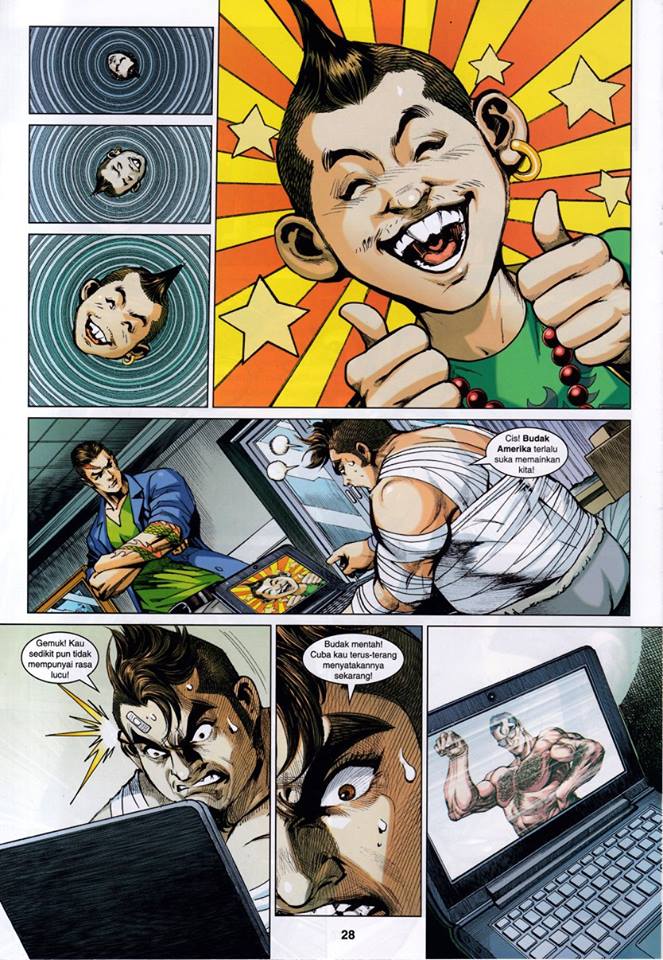 Cis! Budak
Amerika terlalu
suka memainkan
kita!
Gemuk! Kau
sedikit pun tidak
mempunyai rasa
lucu!
Budak mentah!
Cuba kau terus-terang
menyatakannya
sekarang!
28